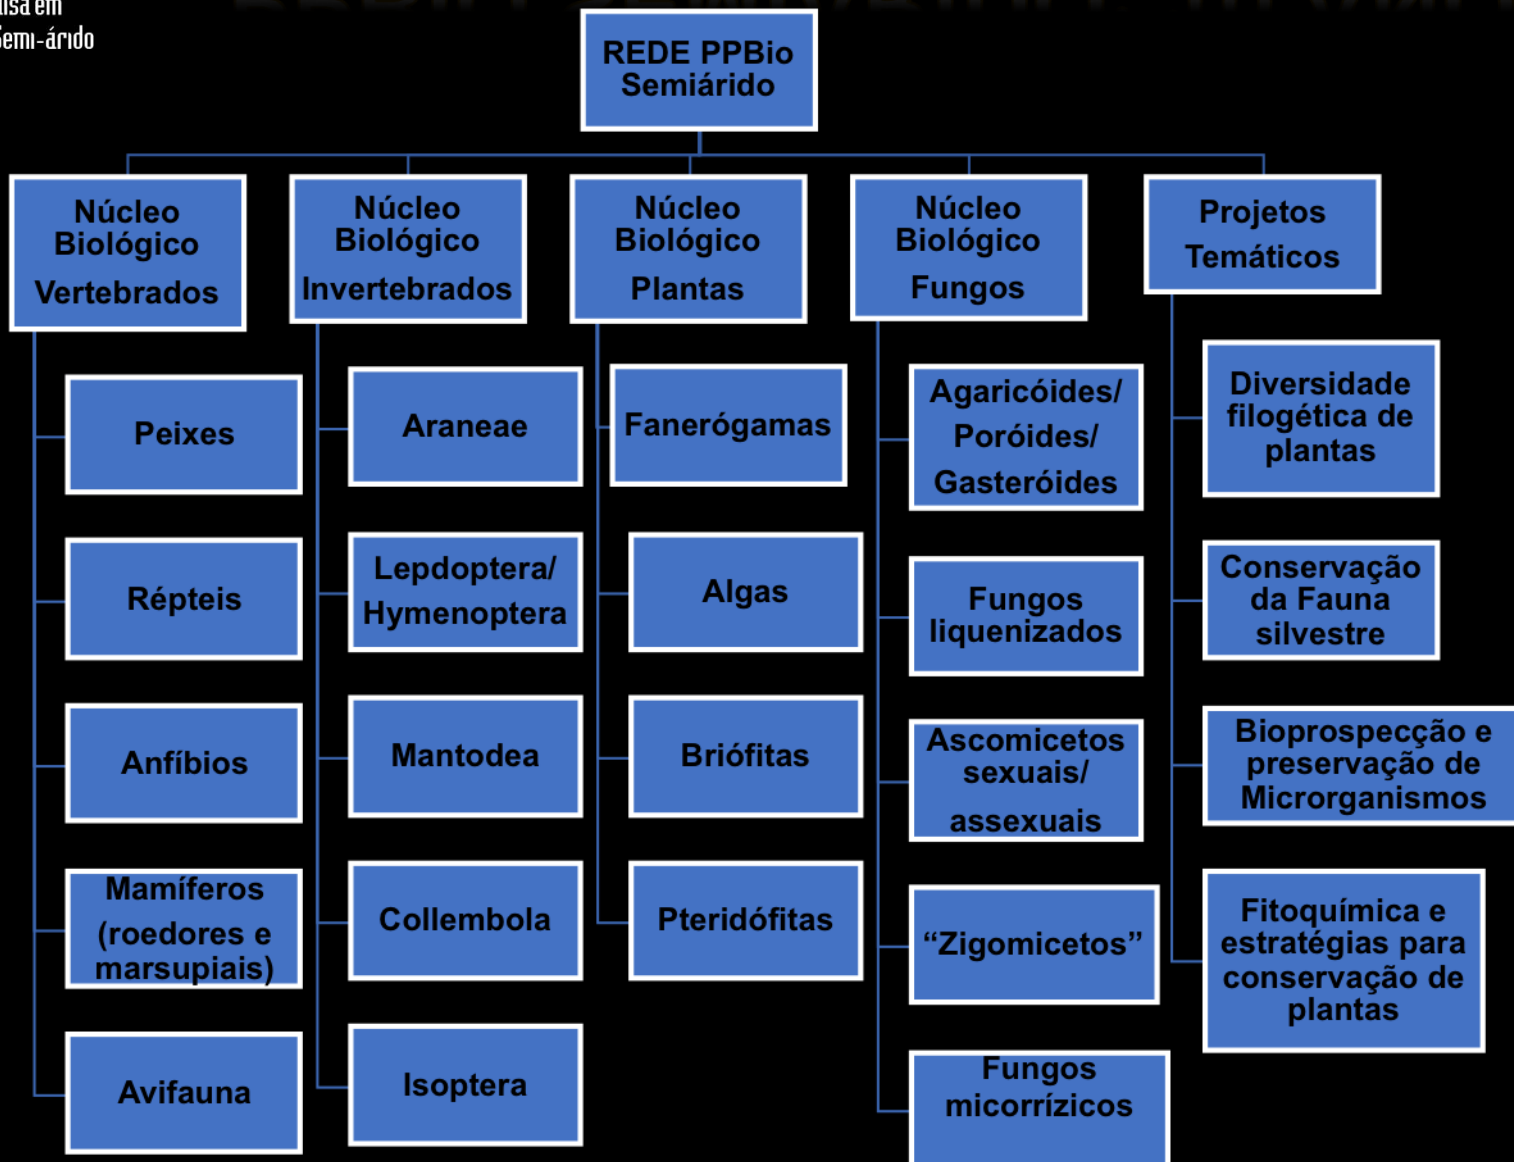 Semi-árido
REDE PPBio
Semiárido
Núcleo
Biológico
Vertebrados
Peixes
Répteis
Anfíbios
Mamíferos
(roedores e
marsupiais)
Avifauna
Núcleo
Biológico
Invertebrados
Araneae
Lepdoptera/
Hymenoptera
Mantodea
Collembola
Isoptera
Núcleo
Biológico
Plantas
Fanerógamas
Algas
Briófitas
Pteridófitas
Núcleo
Biológico
Fungos
Agaricóides/
Poróides/
Gasteróides
Fungos
liquenizados
Ascomicetos
sexuais/
assexuais
“Zigomicetos”
Fungos
micorrízicos
Projetos
Temáticos
Diversidade
filogética de
plantas
Conservação
da Fauna
silvestre
Bioprospecção e
preservação de
Microrganismos
Fitoquímica e
estratégias para
conservação de
plantas